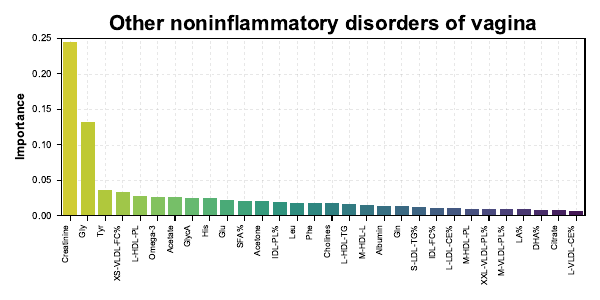 Other noninflammatory disorders of vagina
Importance
0.25
0.20
0.15
0.10
0.05
0.00
Creatinine
Gly
Tyr
XS-VLDL-FC%
L-HDL-PL
Omega-3
Acetate
GlycA
His
Glu
SFA%
Acetone
IDL-PL%
Leu
Phe
Cholines
L-HDL-TG
M-HDL-L
Albumin
Gln
S-LDL-TG%
IDL-FC%
L-LDL-CE%
M-HDL-PL
XXL-VLDL-PL%
M-VLDL-PL%
LA%
DHA%
Citrate
L-VLDL-CE%